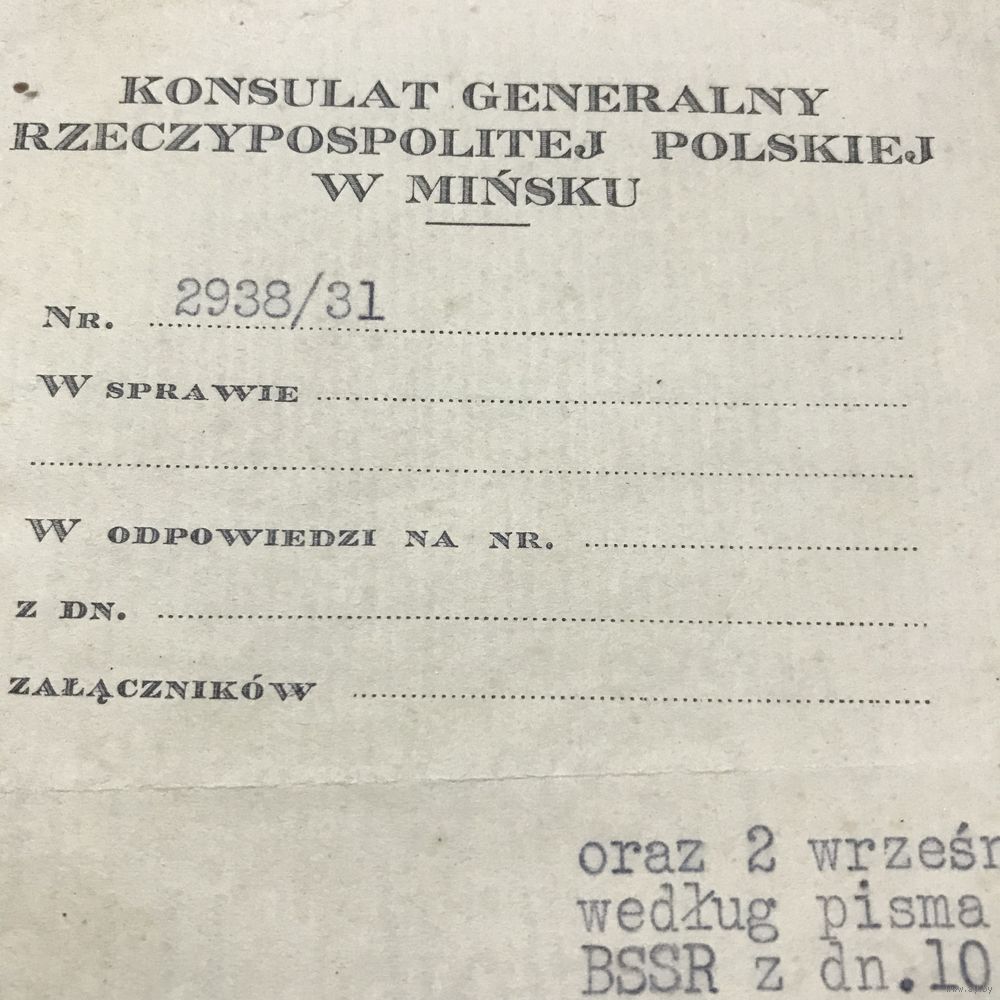 KONSULAT GENERALNY
RZECZYPOSPOLITEJ POLSKIEJ
W MIŃSKU
NR. 2938/31
W SPRAWIE
W ODPOWIEDZI NA NR.
Z DN.
ZAŁĄCZNIKÓW
oraz 2
według pisma
BSSR z dn.10